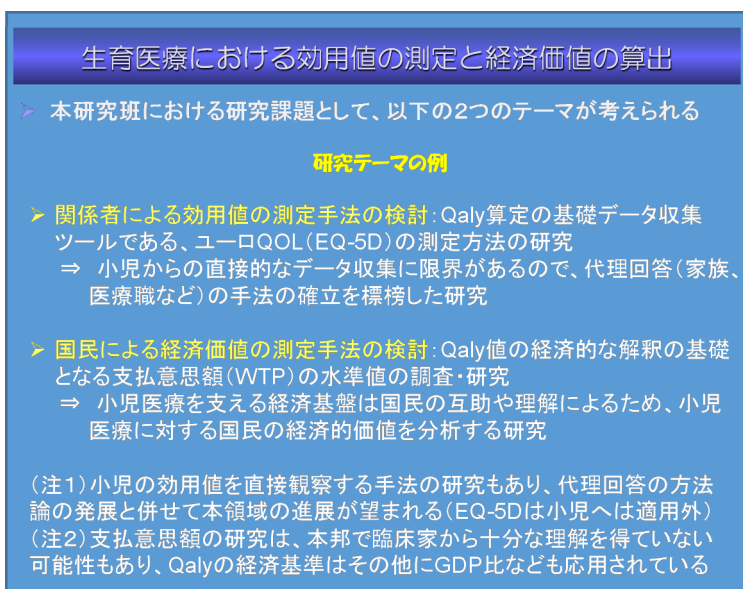 生育医療における効用値の測定と経済価値の算出
➢ 本研究班における研究課題として、以下の2つのテーマが考えられる
研究テーマの例
➢ 関係者による効用値の測定手法の検討:Qaly算定の基礎データ収集
ツールである、ユーロQOL(EQ-5D)の測定方法の研究
⇒ 小児からの直接的なデータ収集に限界があるので、代理回答(家族、
医療職など)の手法の確立を標榜した研究
➢ 国民による経済価値の測定手法の検討:Qaly値の経済的な解釈の基礎
となる支払意思額(WTP)の水準値の調査・研究
⇒ 小児医療を支える経済基盤は国民の互助や理解によるため、小児
医療に対する国民の経済的価値を分析する研究
(注1)小児の効用値を直接観察する手法の研究もあり、代理回答の方法
論の発展と併せて本領域の進展が望まれる(EQ-5Dは小児へは適用外)
(注2)支払意思額の研究は、本邦で臨床家から十分な理解を得ていない
可能性もあり、Qalyの経済基準はその他にGDP比なども応用されている